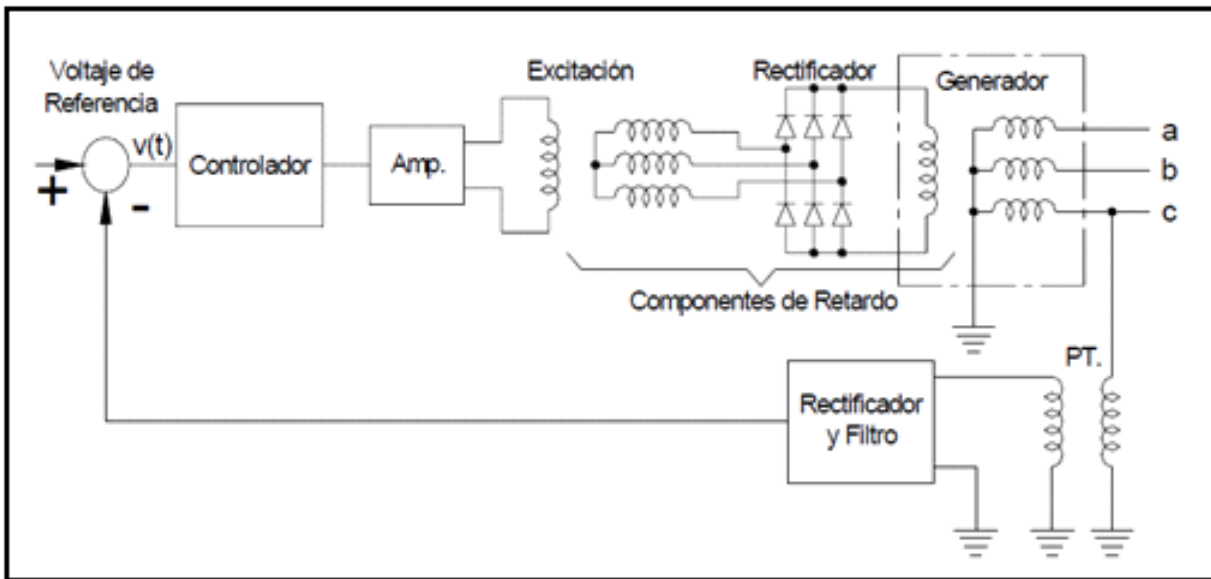 Voltaje de
Referencia
v(t)
+
-
Controlador
Amp.
Excitación
Rectificador
Generador
a
b
c
Componentes de Retardo
PT.
Rectificador
y Filtro